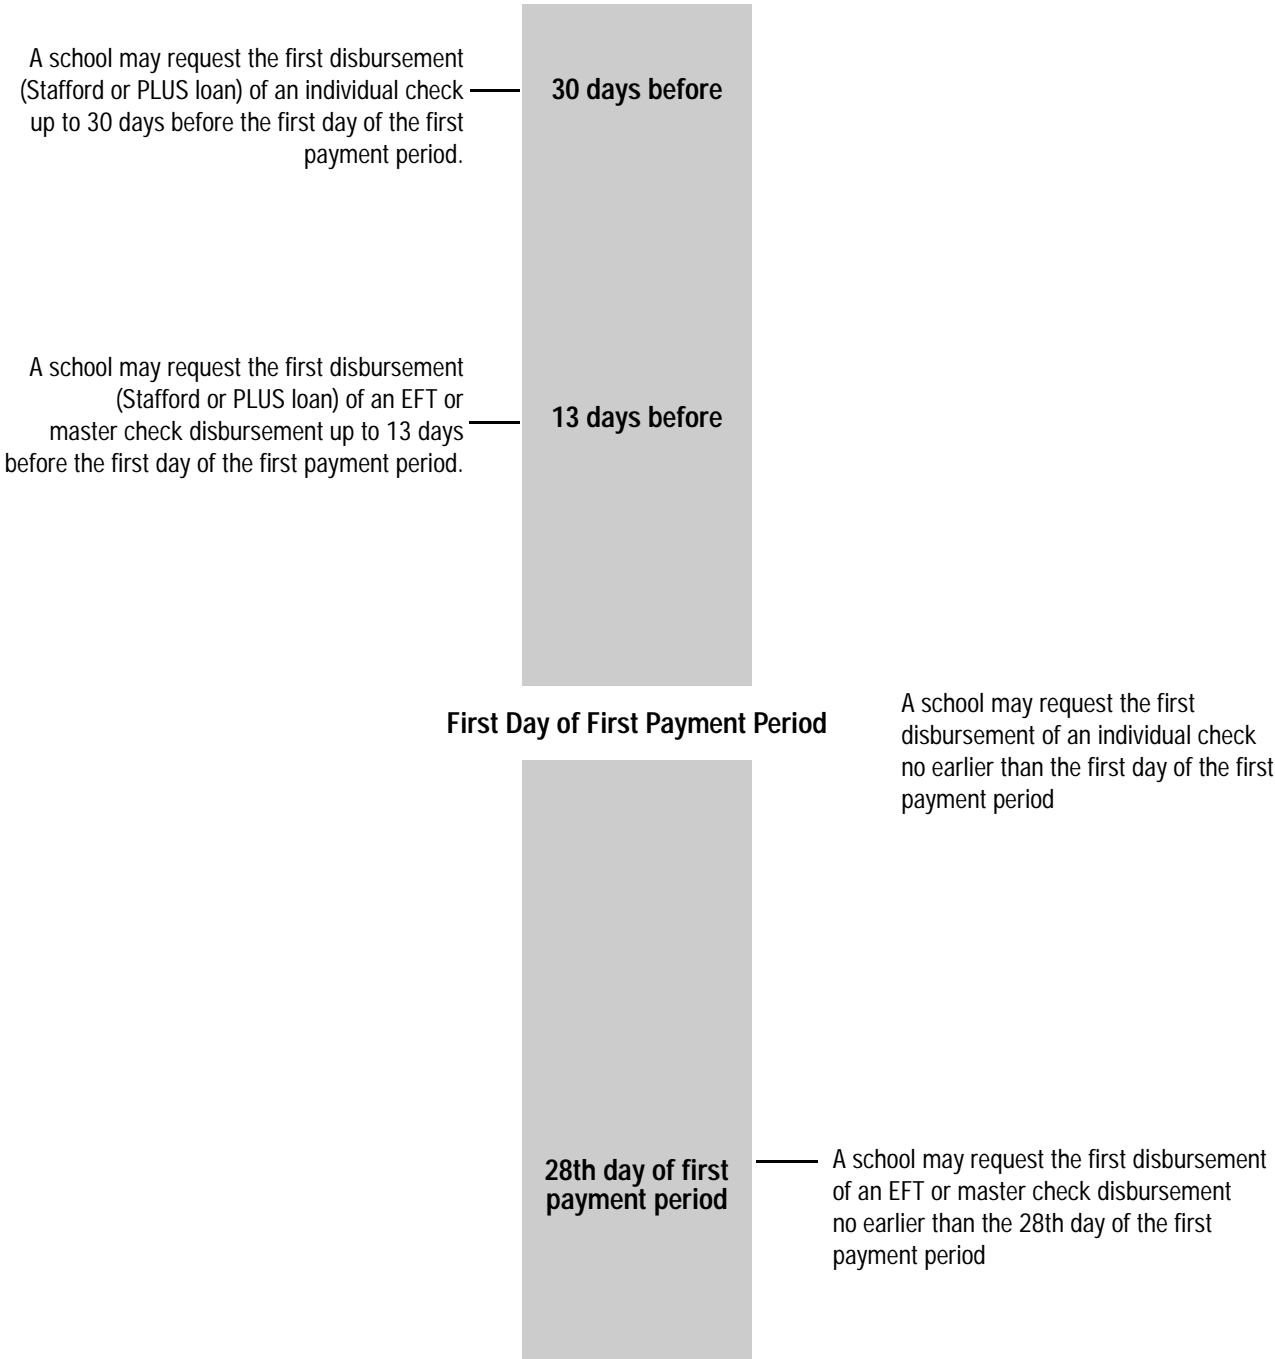 A school may request the first disbursement
(Stafford or PLUS loan) of an individual check
up to 30 days before the first day of the first
payment period.
30 days before
A school may request the first disbursement
(Stafford or PLUS loan) of an EFT or
master check disbursement up to 13 days
before the first day of the first payment period.
13 days before
First Day of First Payment Period
A school may request the first
disbursement of an individual check
no earlier than the first day of the first
payment period
28th day of first
payment period
A school may request the first disbursement
of an EFT or master check disbursement
no earlier than the 28th day of the first
payment period